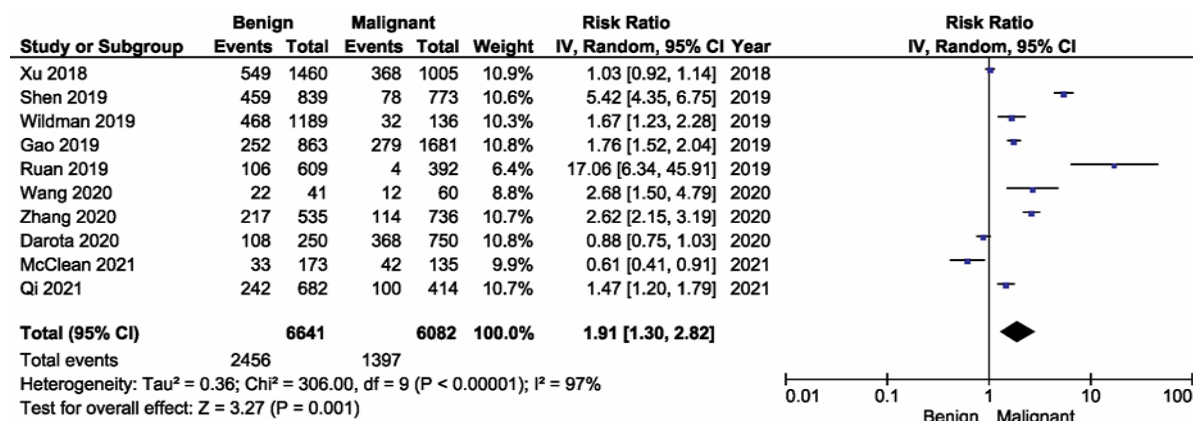 Benign Malignant Risk Ratio Risk Ratio
Study or Subgroup Events Total Events Total Weight IV, Random, 95% CI Year IV, Random, 95% CI
Xu 2018 549 1460 368 1005 10.9% 1.03 [0.92, 1.14] 2018
Shen 2019 459 839 78 773 10.6% 5.42 [4.35, 6.75] 2019
Wildman 2019 468 1189 32 136 10.3% 1.67 [1.23, 2.28] 2019
Gao 2019 252 863 279 1681 10.9% 1.76 [1.52, 2.04] 2019
Ruan 2019 106 609 4 392 6.4% 17.06 [6.34, 45.91] 2019
Wang 2020 22 41 12 60 8.8% 2.68 [1.50, 4.79] 2020
Zhang 2020 217 535 114 736 10.7% 2.62 [2.15, 3.19] 2020
Darota 2020 108 250 368 750 10.8% 0.88 [0.75, 1.03] 2020
McClean 2021 33 173 42 135 9.9% 0.61 [0.41, 0.91] 2021
Qi 2021 242 682 100 414 10.7% 1.47 [1.20, 1.79] 2021
Total (95% CI) 6641 6082 100.0% 1.91 [1.30, 2.82]
Total events 2456 1397
Heterogeneity: Tau² = 0.36; Chi² = 306.00, df = 9 (P < 0.00001); I² = 97%
Test for overall effect: Z = 3.27 (P = 0.001)
0.01 0.1 1 10 100
Benign Malignant